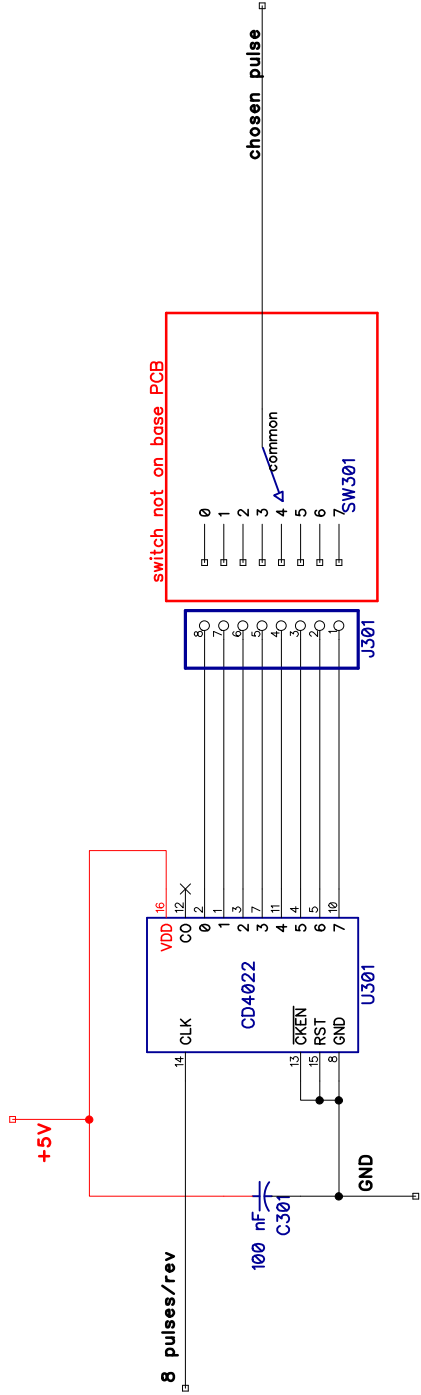 chosen pulse
switch not on base PCB
common
0
1
2
3
4
5
6
7
SW301
8
7
6
5
4
3
2
1
J301
16
12
2
1
3
7
11
4
5
10
VDD
CO
0
1
2
3
4
5
6
7
CD4022
U301
CLK
CKEN
RST
GND
14
13
15
8
+5V
100 nF
C301
GND
8 pulses/rev